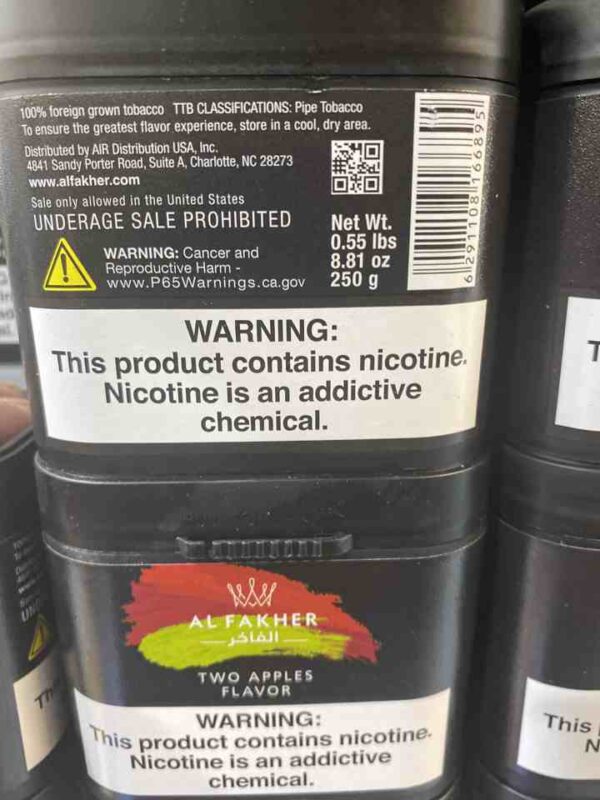 100% foreign grown tobacco TTB CLASSIFICATIONS: Pipe Tobacco
To ensure the greatest flavor experience, store in a cool, dry area.
Distributed by AIR Distribution USA, Inc.
4841 Sandy Porter Road, Suite A, Charlotte, NC 28273
www.alfakher.com
Sale only allowed in the United States
UNDERAGE SALE PROHIBITED
WARNING: Cancer and
Reproductive Harm -
www.P65Warnings.ca.gov
Net Wt.
0.55 lbs
8.81 oz
250 g
6291108166895
WARNING:
This product contains nicotine.
Nicotine is an addictive
chemical.
AL FAKHER
الفاخر
TWO APPLES
FLAVOR
WARNING:
This product contains nicotine.
Nicotine is an addictive
chemical.
Th
T
This
N